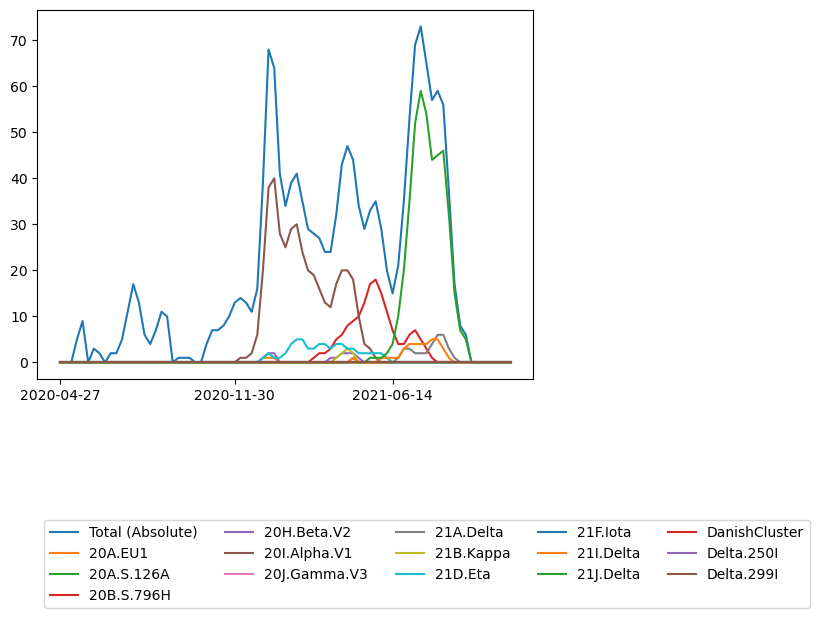 70
60
50
40
30
20
10
0
2020-04-27 2020-11-30 2021-06-14
Total (Absolute) 20H.Beta.V2 21A.Delta 21F.Iota DanishCluster
20A.EU1 20I.Alpha.V1 21B.Kappa 21I.Delta Delta.250I
20A.S.126A 20J.Gamma.V3 21D.Eta 21J.Delta Delta.299I
20B.S.796H